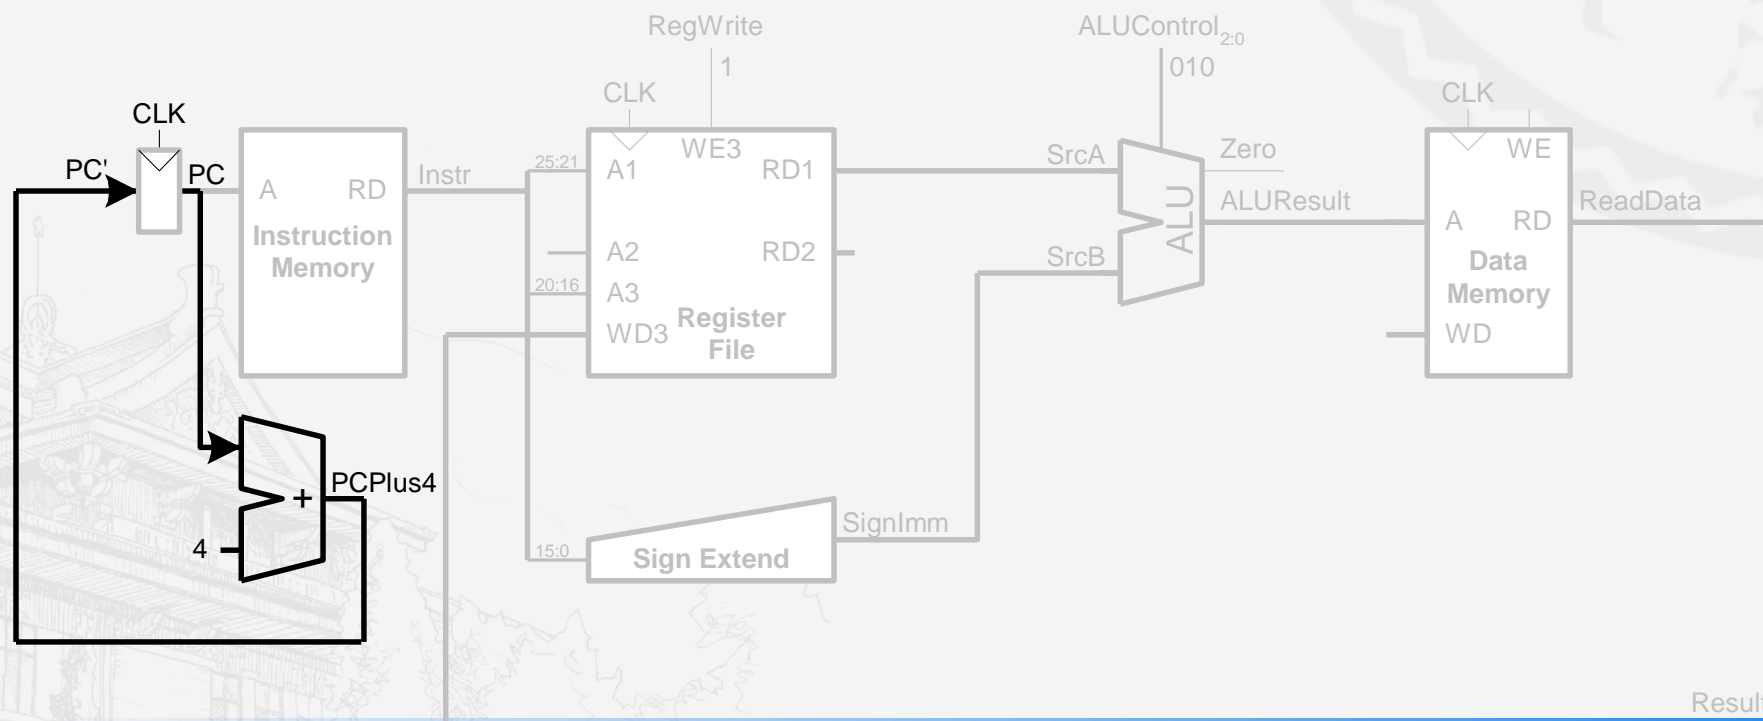 RegWrite
1
ALUControl2:0
010
CLK
CLK
CLK
PC'
PC
A
RD
Instruction
Memory
Instr
25:21
20:16
15:0
WE3
A1
RD1
A2
RD2
A3
WD3
Register
File
SrcA
SrcB
ALU
Zero
ALUResult
WE
A
RD
Data
Memory
WD
ReadData
+
PCPlus4
4
Sign Extend
SignImm
Result